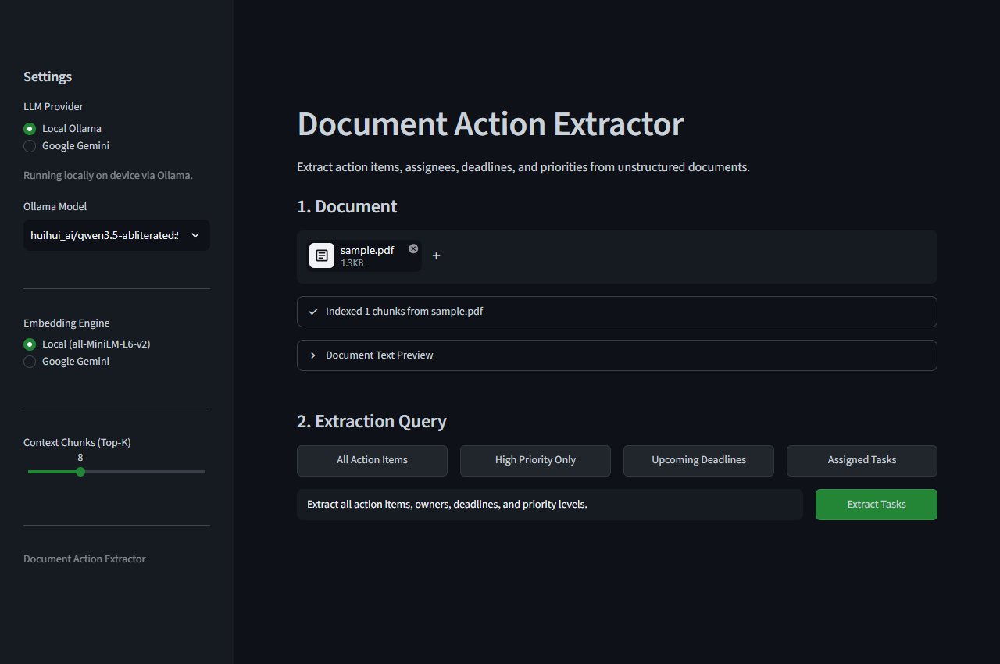 Settings
LLM Provider
Local Ollama
Google Gemini
Running locally on device via Ollama.
Ollama Model
huihui_ai/qwen3.5-abliterated:
Embedding Engine
Local (all-MiniLM-L6-v2)
Google Gemini
Context Chunks (Top-K)
8
Document Action Extractor
Document Action Extractor
Extract action items, assignees, deadlines, and priorities from unstructured documents.
1. Document
sample.pdf
1.3KB
Indexed 1 chunks from sample.pdf
Document Text Preview
2. Extraction Query
All Action Items
High Priority Only
Upcoming Deadlines
Assigned Tasks
Extract all action items, owners, deadlines, and priority levels.
Extract Tasks